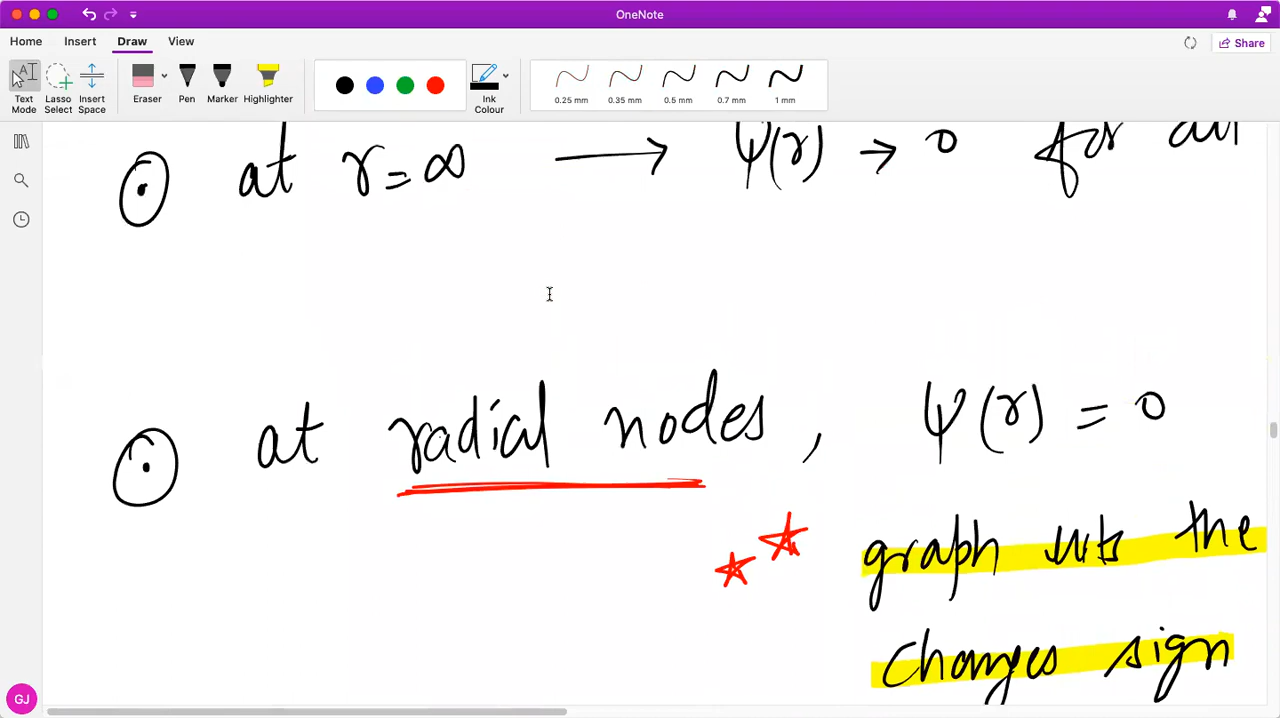 OneNote
Home Insert Draw View Share
Text Mode
Lasso Select
Insert Space
Eraser
Pen
Marker
Highlighter
Ink Colour
0.25 mm 0.35 mm 0.5 mm 0.7 mm 1 mm
at r = ∞ → ψ(r) → 0 for all
at radial nodes, ψ(r) = 0
graph cuts the
changes sign
GJ